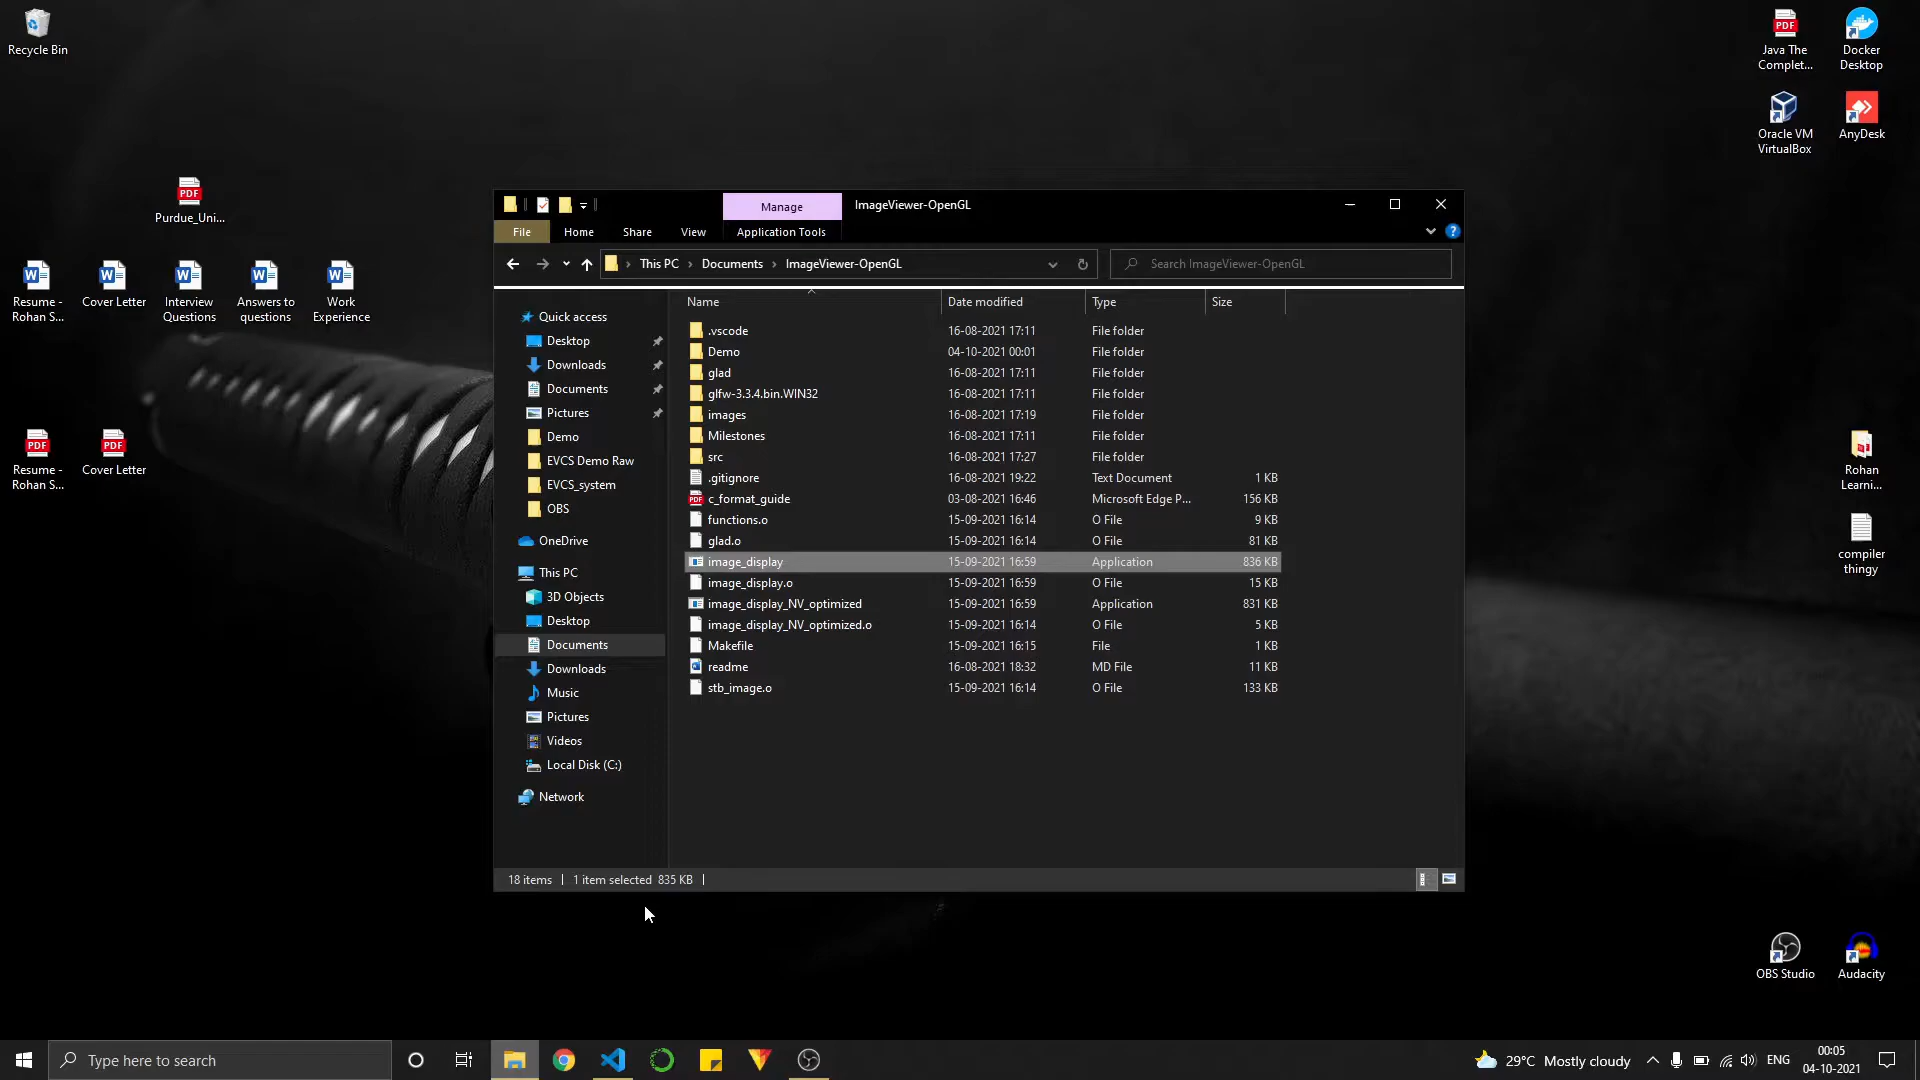 Recycle Bin
Java The
Complet...
Docker
Desktop
Oracle VM
VirtualBox
AnyDesk
PDF
Purdue_Uni...
Resume -
Rohan S...
Cover Letter
Interview
Questions
Answers to
questions
Work
Experience
PDF
Resume -
Rohan S...
PDF
Cover Letter
Manage
ImageViewer-OpenGL
File
Home
Share
View
Application Tools
This PC
Documents
ImageViewer-OpenGL
Search ImageViewer-OpenGL
Name
Date modified
Type
Size
Quick access
Desktop
Downloads
Documents
Pictures
Demo
EVCS Demo Raw
EVCS_system
OBS
OneDrive
This PC
3D Objects
Desktop
Documents
Downloads
Music
Pictures
Videos
Local Disk (C:)
Network
.vscode 16-08-2021 17:11 File folder
Demo 04-10-2021 00:01 File folder
glad 16-08-2021 17:11 File folder
glfw-3.3.4.bin.WIN32 16-08-2021 17:11 File folder
images 16-08-2021 17:19 File folder
Milestones 16-08-2021 17:11 File folder
src 16-08-2021 17:27 File folder
.gitignore 16-08-2021 19:22 Text Document 1 KB
c_format_guide 03-08-2021 16:46 Microsoft Edge P... 156 KB
functions.o 15-09-2021 16:14 O File 9 KB
glad.o 15-09-2021 16:14 O File 81 KB
image_display 15-09-2021 16:59 Application 836 KB
image_display.o 15-09-2021 16:59 O File 15 KB
image_display_NV_optimized 15-09-2021 16:59 Application 831 KB
image_display_NV_optimized.o 15-09-2021 16:14 O File 5 KB
Makefile 15-09-2021 16:15 File 1 KB
readme 16-08-2021 18:32 MD File 11 KB
stb_image.o 15-09-2021 16:14 O File 133 KB
18 items
1 item selected 835 KB
Rohan
Learni...
compiler
thingy
OBS Studio
Audacity
Type here to search
29°C Mostly cloudy
ENG
00:05
04-10-2021